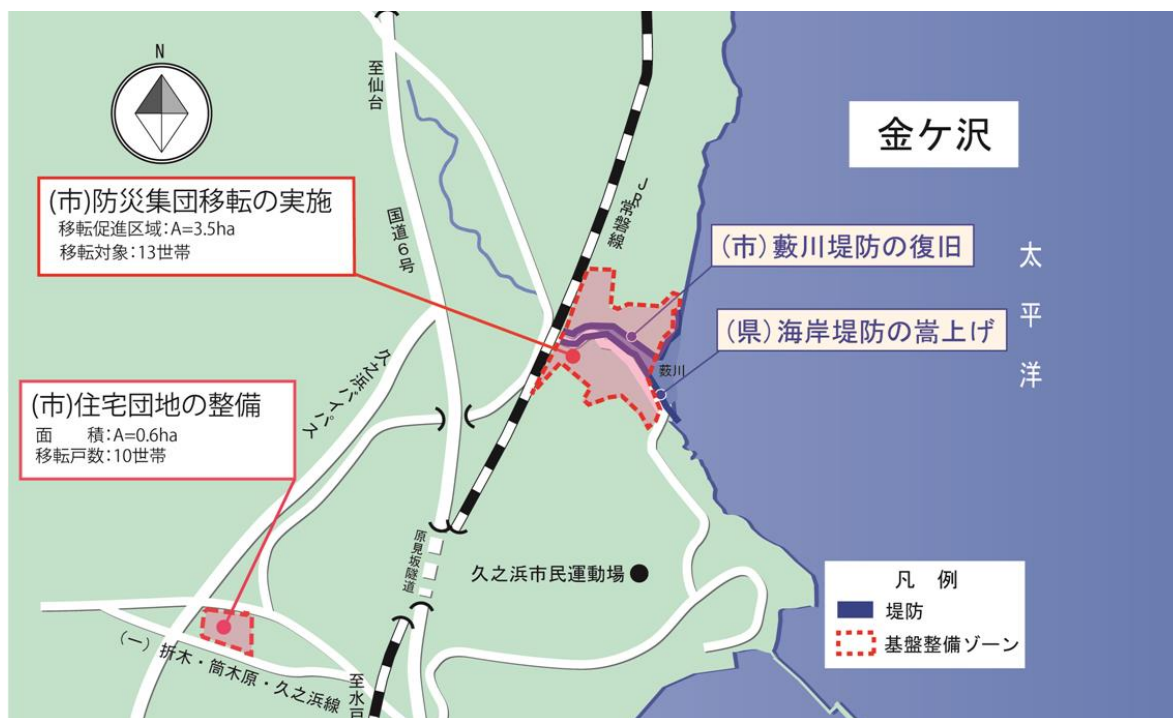 N
至仙台
金ケ沢
(市)防災集団移転の実施
移転促進区域:A=3.5ha
移転対象:13世帯
国道6号
JR常磐線
(市)藪川堤防の復旧
太平洋
(県)海岸堤防の嵩上げ
藪川
久之浜バイパス
(市)住宅団地の整備
面　積:A=0.6ha
移転戸数:10世帯
原見坂隧道
久之浜市民運動場
凡 例
堤防
基盤整備ゾーン
(一)折木・筒木原・久之浜線
至水戸